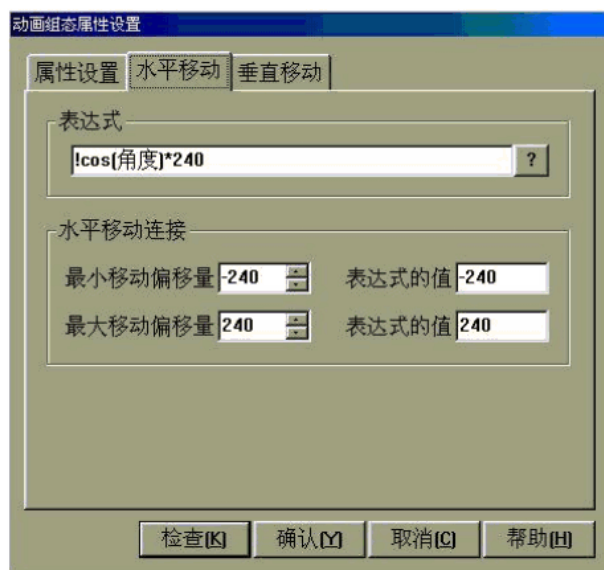 动画组态属性设置
属性设置 水平移动 垂直移动
表达式
!cos(角度)*240 ?
水平移动连接
最小移动偏移量 -240 表达式的值 -240
最大移动偏移量 240 表达式的值 240
检查(K) 确认(Y) 取消(C) 帮助(H)